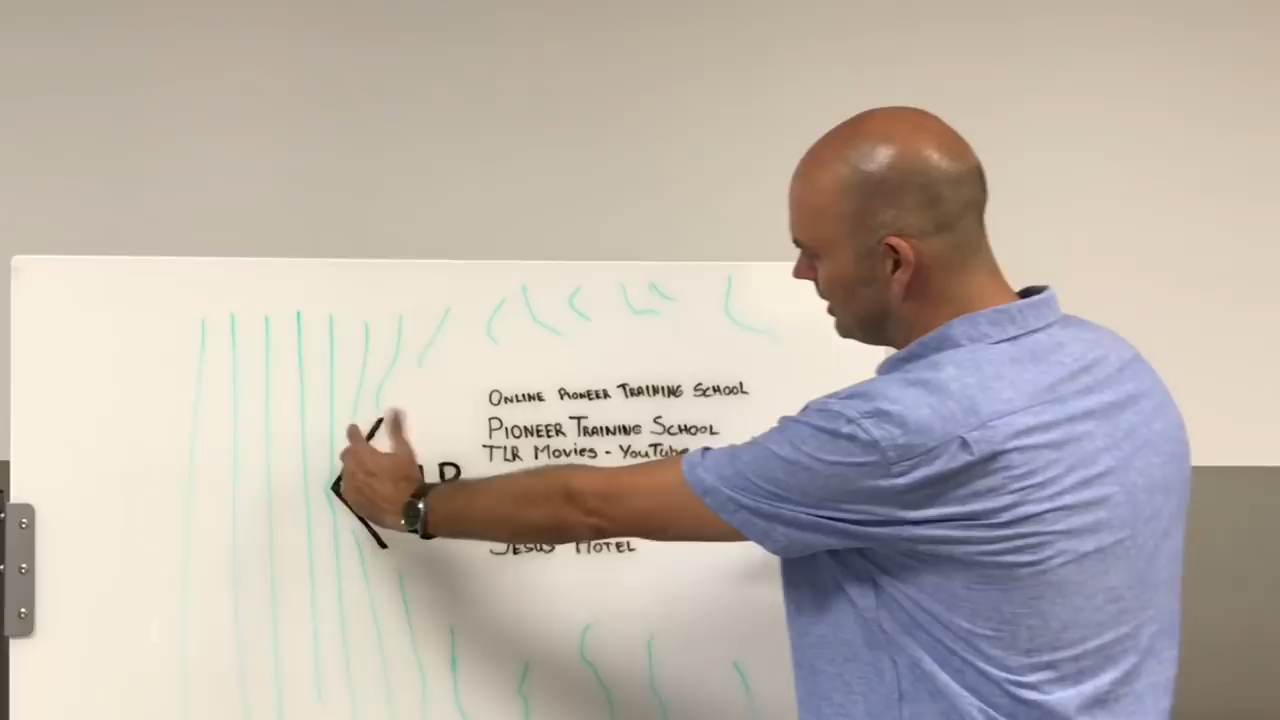 ONLINE PIONEER TRAINING SCHOOL
PIONEER TRAINING SCHOOL
TLR MOVIES - YOUTUBE
JESUS HOTEL